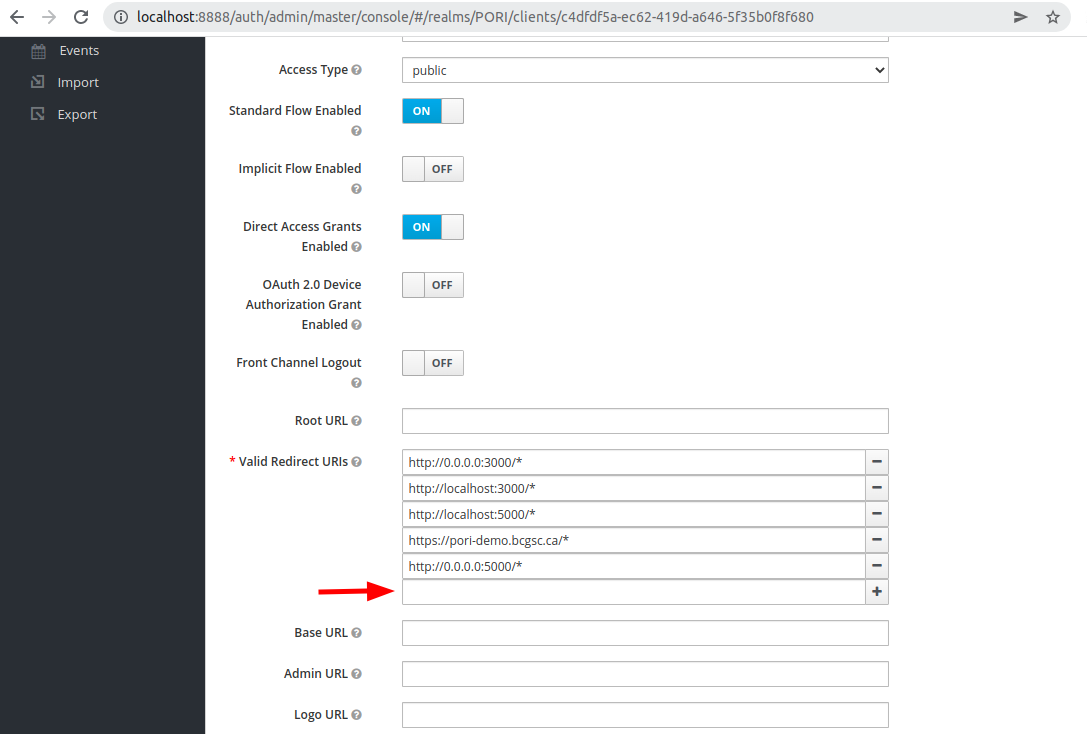 localhost:8888/auth/admin/master/console/#/realms/PORI/clients/c4dfdf5a-ec62-419d-a646-5f35b0f8f680
Events
Import
Export
Access Type
public
Standard Flow Enabled
ON
Implicit Flow Enabled
OFF
Direct Access Grants
Enabled
ON
OAuth 2.0 Device
Authorization Grant
Enabled
OFF
Front Channel Logout
OFF
Root URL
* Valid Redirect URIs
http://0.0.0.0:3000/*
http://localhost:3000/*
http://localhost:5000/*
https://pori-demo.bcgsc.ca/*
http://0.0.0.0:5000/*
Base URL
Admin URL
Logo URL